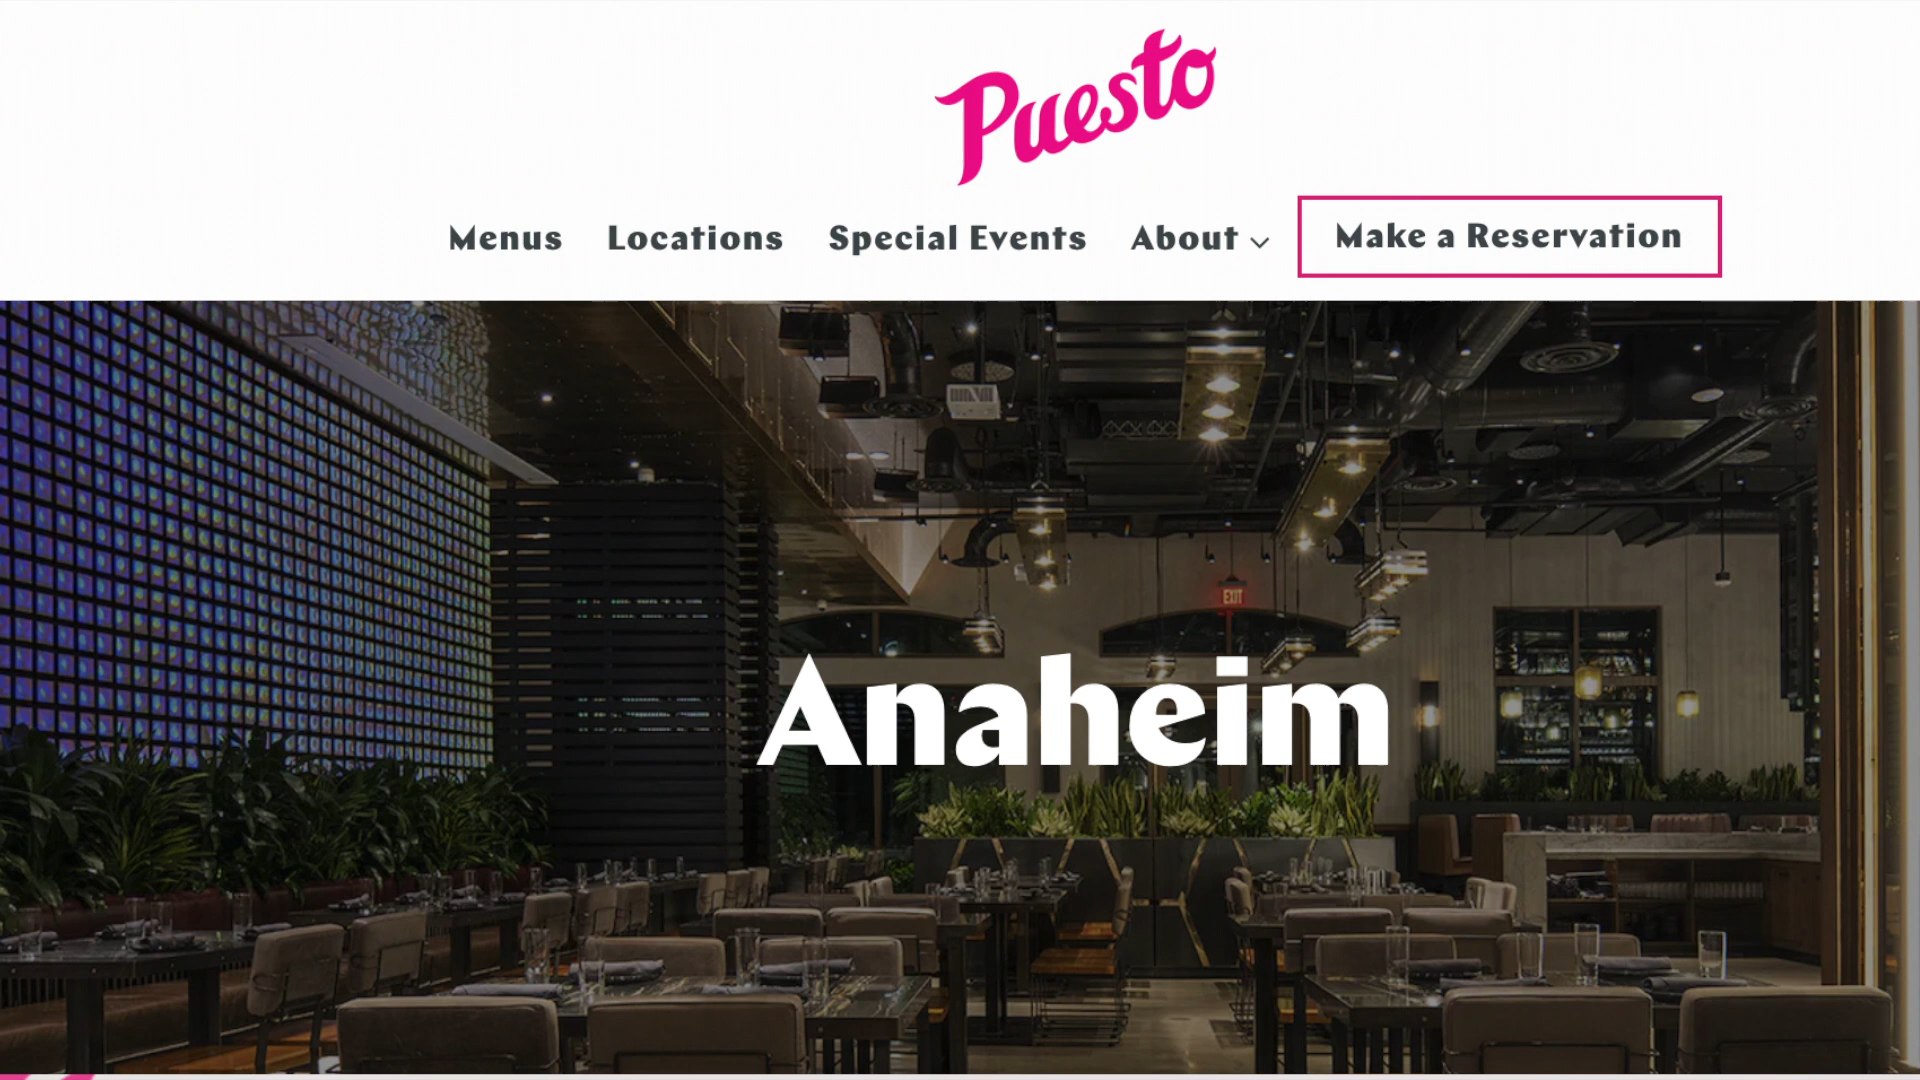 Puesto
Menus Locations Special Events About Make a Reservation
EXIT
Anaheim